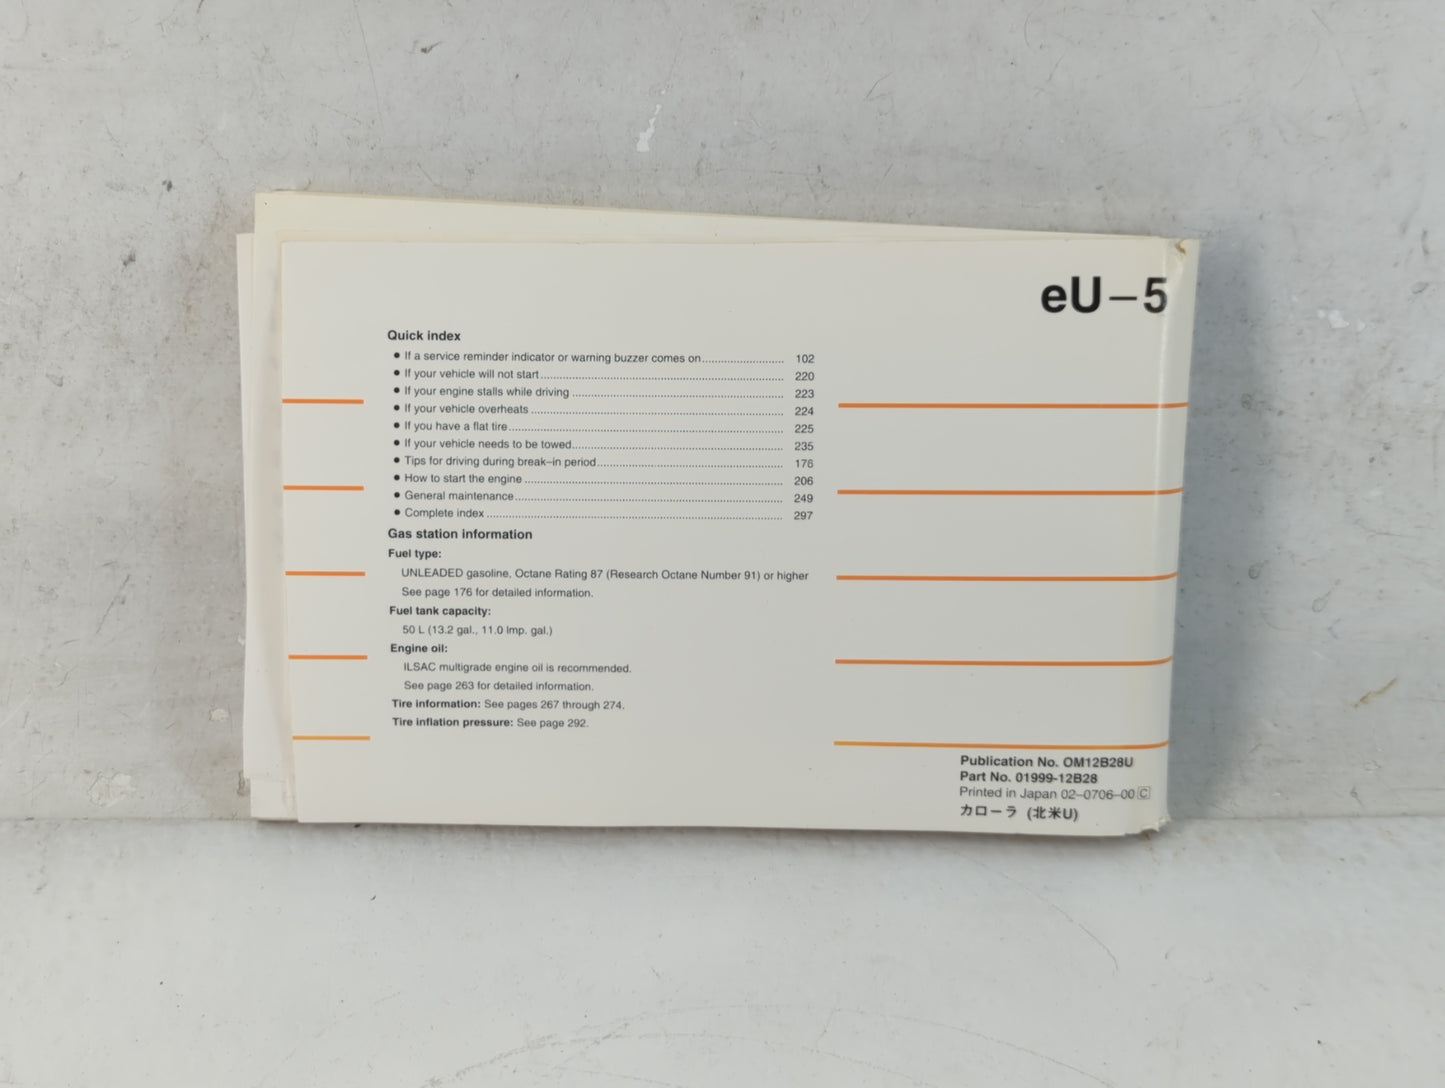 eU–5
Quick index
● If a service reminder indicator or warning buzzer comes on........................ 102
● If your vehicle will not start........................ 220
● If your engine stalls while driving ........................ 223
● If your vehicle overheats ........................ 224
● If you have a flat tire........................ 225
● If your vehicle needs to be towed........................ 235
● Tips for driving during break–in period........................ 176
● How to start the engine ........................ 206
● General maintenance........................ 249
● Complete index ........................ 297
Gas station information
Fuel type:
UNLEADED gasoline, Octane Rating 87 (Research Octane Number 91) or higher
See page 176 for detailed information.
Fuel tank capacity:
50 L (13.2 gal., 11.0 Imp. gal.)
Engine oil:
ILSAC multigrade engine oil is recommended.
See page 263 for detailed information.
Tire information: See pages 267 through 274.
Tire inflation pressure: See page 292.
Publication No. OM12B28U
Part No. 01999-12B28
Printed in Japan 02–0706–00 C
カローラ (北米U)